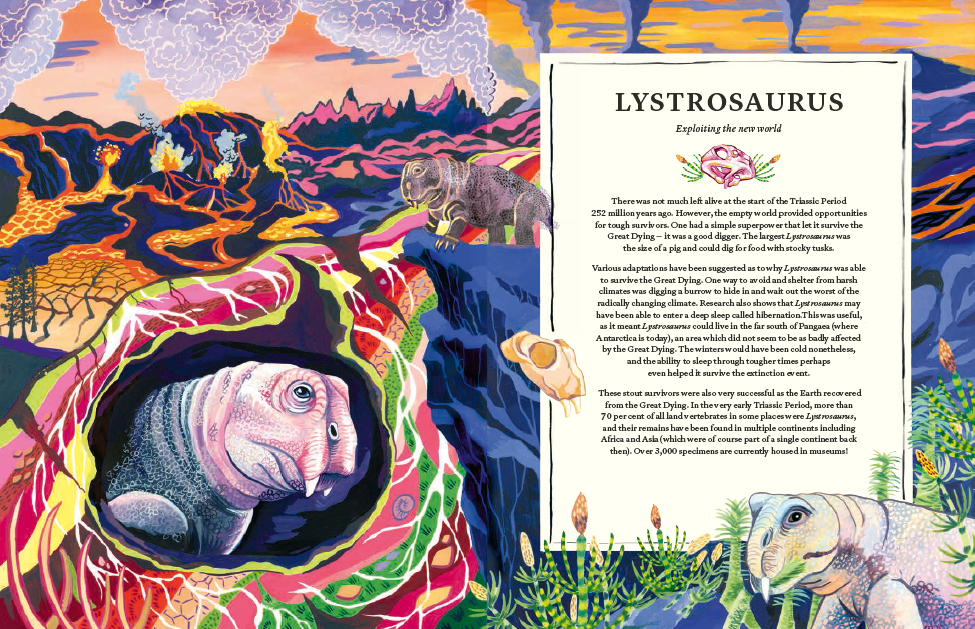 LYSTROSAURUS
Exploiting the new world
There was not much left alive at the start of the Triassic Period
252 million years ago. However, the empty world provided opportunities
for tough survivors. One had a simple superpower that let it survive the
Great Dying – it was a good digger. The largest Lystrosaurus was
the size of a pig and could dig for food with stocky tusks.
Various adaptations have been suggested as to why Lystrosaurus was able
to survive the Great Dying. One way to avoid and shelter from harsh
climates was digging a burrow to hide in and wait out the worst of the
radically changing climate. Research also shows that Lystrosaurus may
have been able to enter a deep sleep called hibernation.This was useful,
as it meant Lystrosaurus could live in the far south of Pangaea (where
Antarctica is today), an area which did not seem to be as badly affected
by the Great Dying. The winters would have been cold nonetheless,
and the ability to sleep through tougher times perhaps
even helped it survive the extinction event.
These stout survivors were also very successful as the Earth recovered
from the Great Dying. In the very early Triassic Period, more than
70 per cent of all land vertebrates in some places were Lystrosaurus,
and their remains have been found in multiple continents including
Africa and Asia (which were of course part of a single continent back
then). Over 3,000 specimens are currently housed in museums!